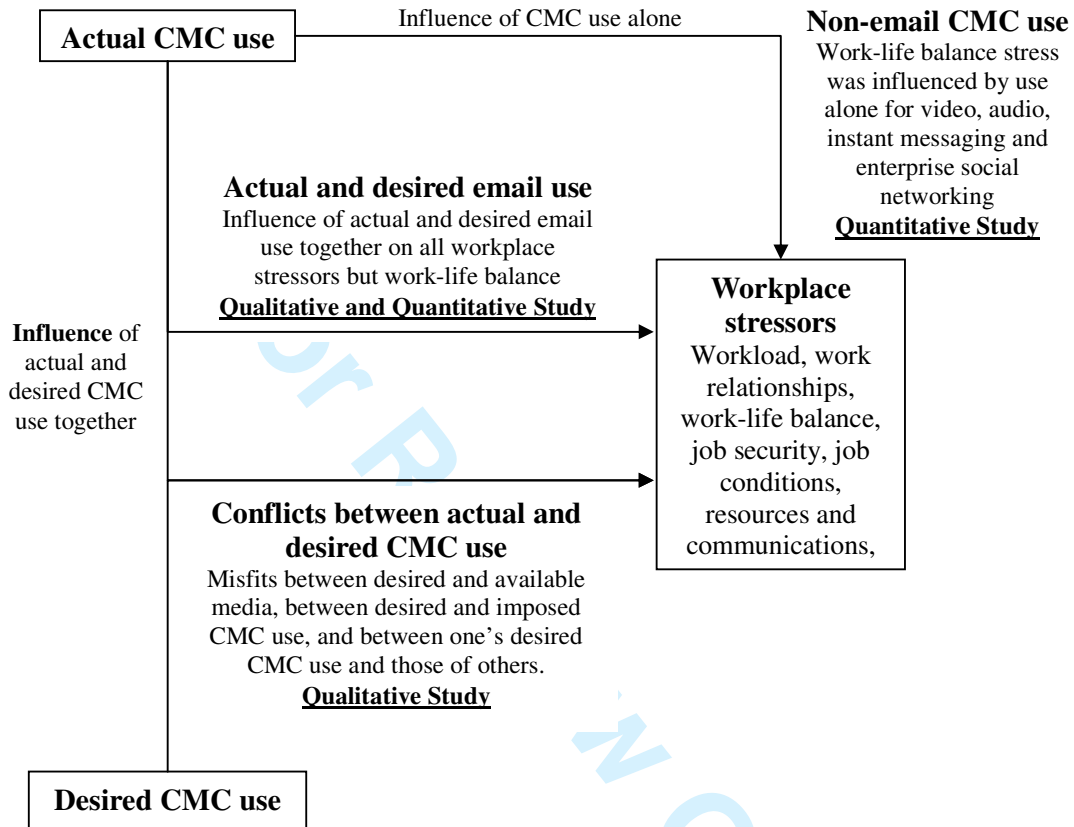 Actual CMC use
Influence of CMC use alone
Non-email CMC use
Work-life balance stress
was influenced by use
alone for video, audio,
instant messaging and
enterprise social
networking
Quantitative Study
Actual and desired email use
Influence of actual and desired email
use together on all workplace
stressors but work-life balance
Qualitative and Quantitative Study
Influence of
actual and
desired CMC
use together
Workplace
stressors
Workload, work
relationships,
work-life balance,
job security, job
conditions,
resources and
communications,
Conflicts between actual and
desired CMC use
Misfits between desired and available
media, between desired and imposed
CMC use, and between one’s desired
CMC use and those of others.
Qualitative Study
Desired CMC use